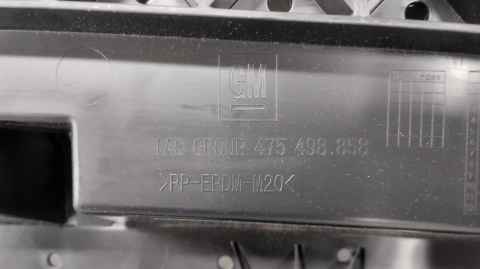 GM
IAC GROUP 475 498.858
>PP-EPDM-M20<